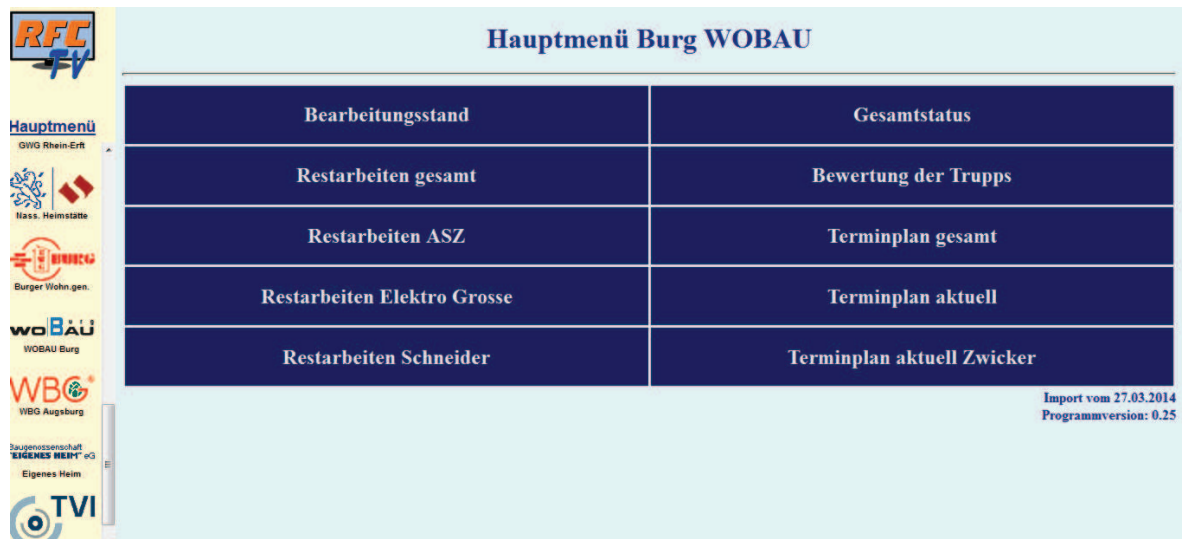 RFC
TV
Hauptmenü
GWG Rhein-Erft
Nass. Heimstätte
BURG
Burger Wohn.gen.
WOBAU
WOBAU Burg
WBG
WBG Augsburg
Baugenossenschaft
"EIGENES HEIM" eG
Eigenes Heim
TVI
Hauptmenü Burg WOBAU
Bearbeitungsstand
Gesamtstatus
Restarbeiten gesamt
Bewertung der Trupps
Restarbeiten ASZ
Terminplan gesamt
Restarbeiten Elektro Grosse
Terminplan aktuell
Restarbeiten Schneider
Terminplan aktuell Zwicker
Import vom 27.03.2014
Programmversion: 0.25